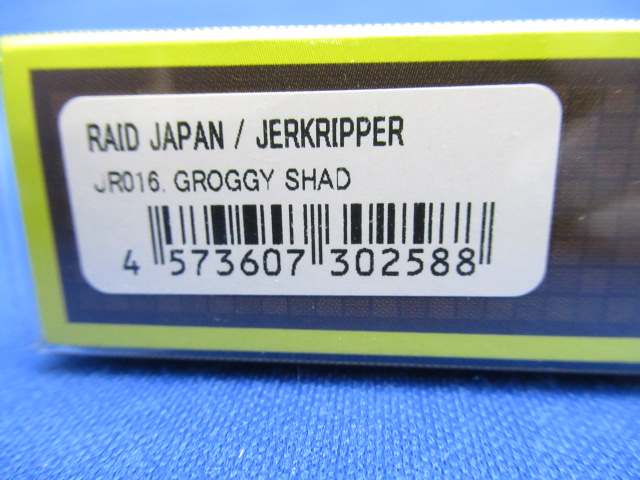 RAID JAPAN / JERKRIPPER
JR016. GROGGY SHAD
4 573607 302588